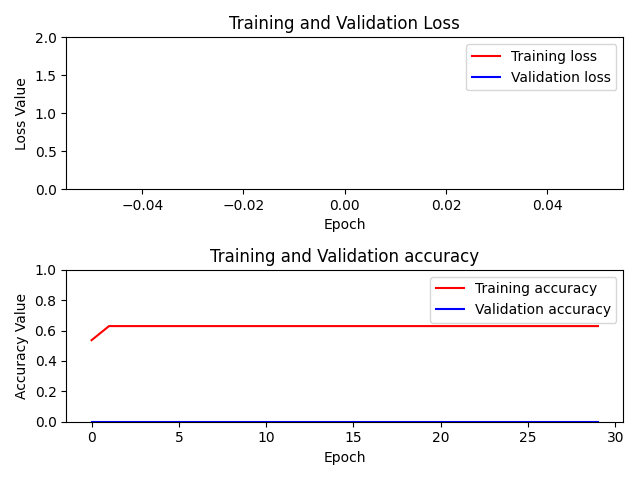 Training and Validation Loss
Loss Value
2.0
1.5
1.0
0.5
0.0
Training loss
Validation loss
−0.04 −0.02 0.00 0.02 0.04
Epoch
Training and Validation accuracy
Accuracy Value
1.0
0.8
0.6
0.4
0.2
0.0
Training accuracy
Validation accuracy
0 5 10 15 20 25 30
Epoch